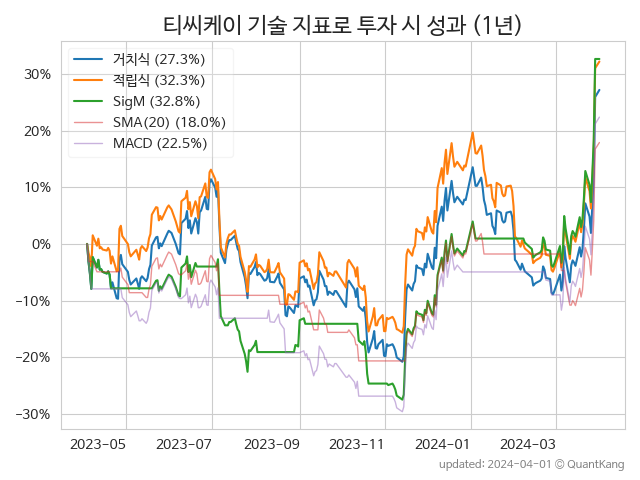 티씨케이 기술 지표로 투자 시 성과 (1년)
거치식 (27.3%)
적립식 (32.3%)
SigM (32.8%)
SMA(20) (18.0%)
MACD (22.5%)
30%
20%
10%
0%
−10%
−20%
−30%
2023-05 2023-07 2023-09 2023-11 2024-01 2024-03
updated: 2024-04-01 © QuantKang